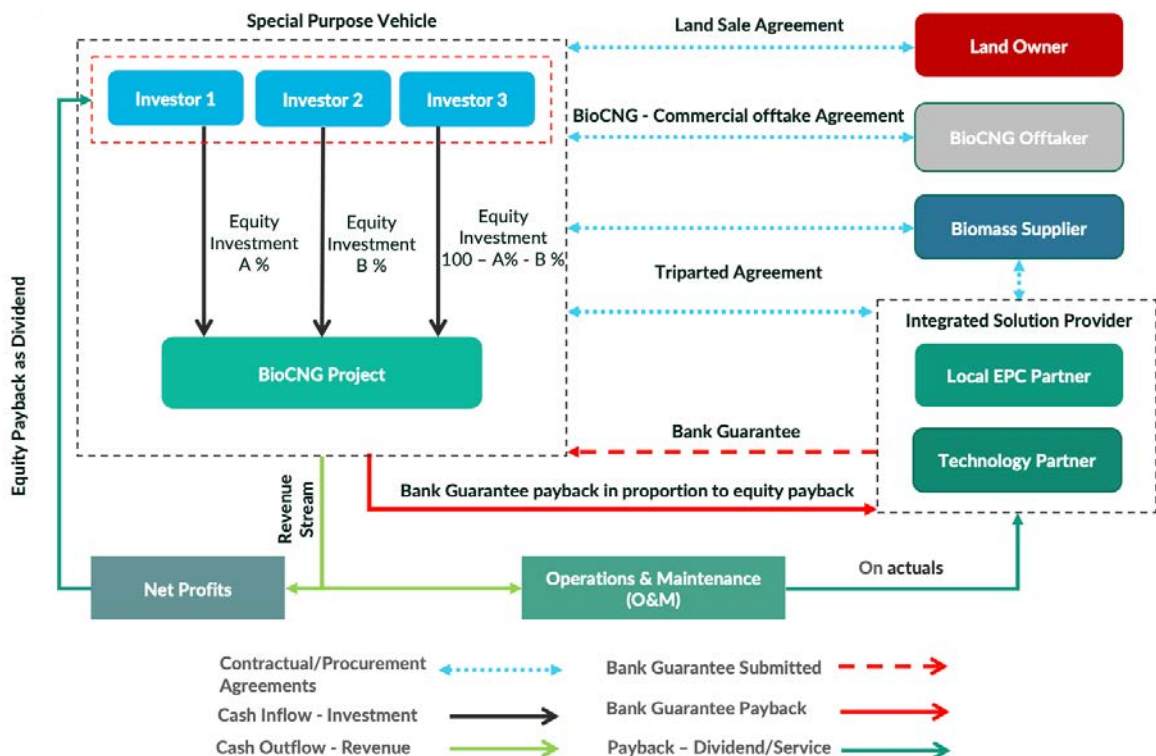 Special Purpose Vehicle
Land Sale Agreement
Land Owner
Investor 1
Investor 2
Investor 3
BioCNG - Commercial offtake Agreement
BioCNG Offtaker
Equity
Investment
A %
Equity
Investment
B %
Equity
Investment
100 – A% - B %
Biomass Supplier
Triparted Agreement
Integrated Solution Provider
BioCNG Project
Local EPC Partner
Technology Partner
Equity Payback as Dividend
Bank Guarantee
Bank Guarantee payback in proportion to equity payback
Revenue
Stream
Net Profits
Operations & Maintenance
(O&M)
On actuals
Contractual/Procurement
Agreements
Bank Guarantee Submitted
Cash Inflow - Investment
Bank Guarantee Payback
Cash Outflow - Revenue
Payback – Dividend/Service